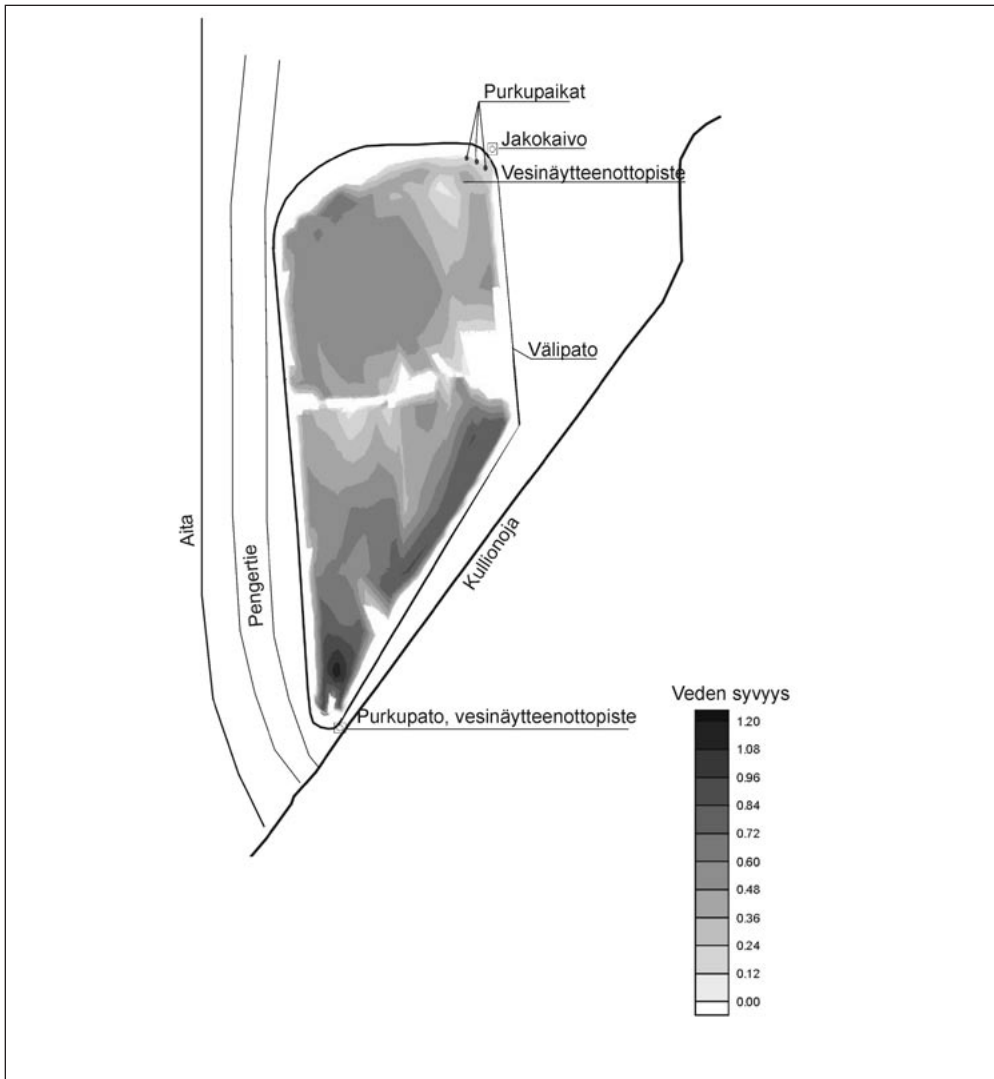 Purkupaikat
Jakokaivo
Vesinäytteenottopiste
Välipato
Aita
Pengertie
Kullionoja
Purkupato, vesinäytteenottopiste
Veden syvyys
1.20
1.08
0.96
0.84
0.72
0.60
0.48
0.36
0.24
0.12
0.00